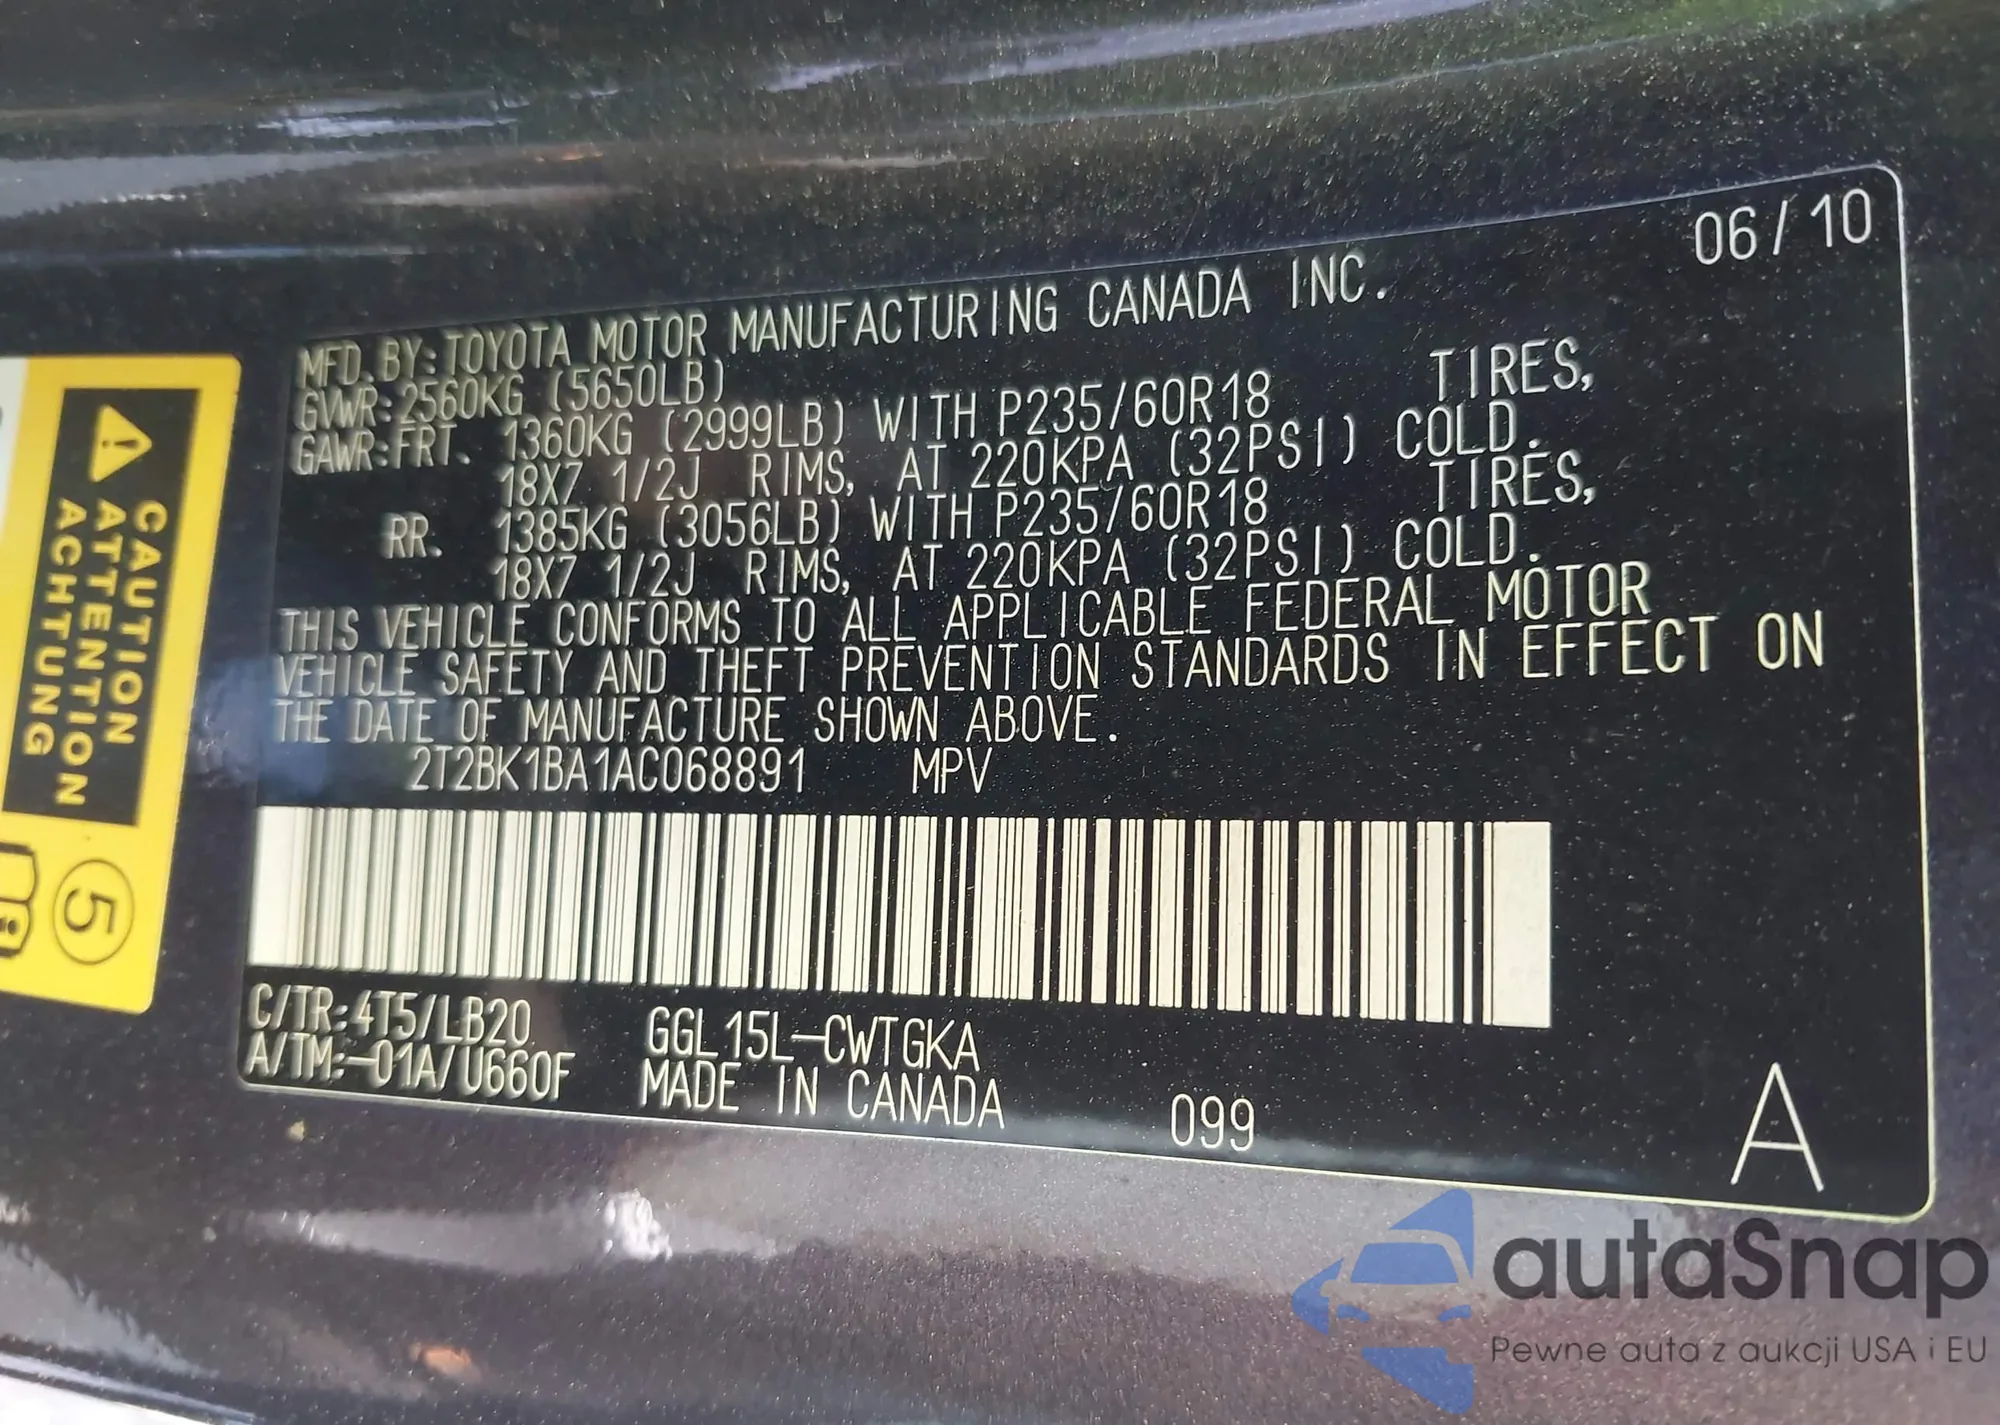 06/10
MFD. BY: TOYOTA MOTOR MANUFACTURING CANADA INC.
GVWR: 2560KG (5650LB)
GAWR: FRT. 1360KG (2999LB) WITH P235/60R18 TIRES,
18X7 1/2J RIMS, AT 220KPA (32PSI) COLD.
RR. 1385KG (3056LB) WITH P235/60R18 TIRES,
18X7 1/2J RIMS, AT 220KPA (32PSI) COLD.
THIS VEHICLE CONFORMS TO ALL APPLICABLE FEDERAL MOTOR
VEHICLE SAFETY AND THEFT PREVENTION STANDARDS IN EFFECT ON
THE DATE OF MANUFACTURE SHOWN ABOVE.
2T2BK1BA1AC068891 MPV
C/TR: 4T5/LB20 GGL15L-CWTGKA
A/TM: -01A/U660F MADE IN CANADA 099
A
CAUTION
ATTENTION
ACHTUNG
5
autaSnap
Pewne auta z aukcji USA i EU